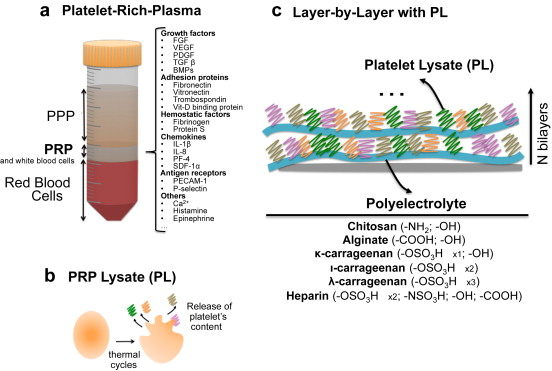 a Platelet-Rich-Plasma
PPP
PRP
and white blood cells
Red Blood
Cells
Growth factors
• FGF
• VEGF
• PDGF
• TGF β
• BMPs
Adhesion proteins
• Fibronectin
• Vitronectin
• Trombospondin
• Vit-D binding protein
Hemostatic factors
• Fibrinogen
• Protein S
Chemokines
• IL-1β
• IL-8
• PF-4
• SDF-1α
Antigen receptors
• PECAM-1
• P-selectin
Others
• Ca²⁺
• Histamine
• Epinephrine
...
b PRP Lysate (PL)
thermal
cycles
Release of
platelet's
content
c Layer-by-Layer with PL
Platelet Lysate (PL)
...
N bilayers
Polyelectrolyte
Chitosan (-NH₂; -OH)
Alginate (-COOH; -OH)
κ-carrageenan (-OSO₃H x1; -OH)
ι-carrageenan (-OSO₃H x2)
λ-carrageenan (-OSO₃H x3)
Heparin (-OSO₃H x2; -NSO₃H; -OH; -COOH)